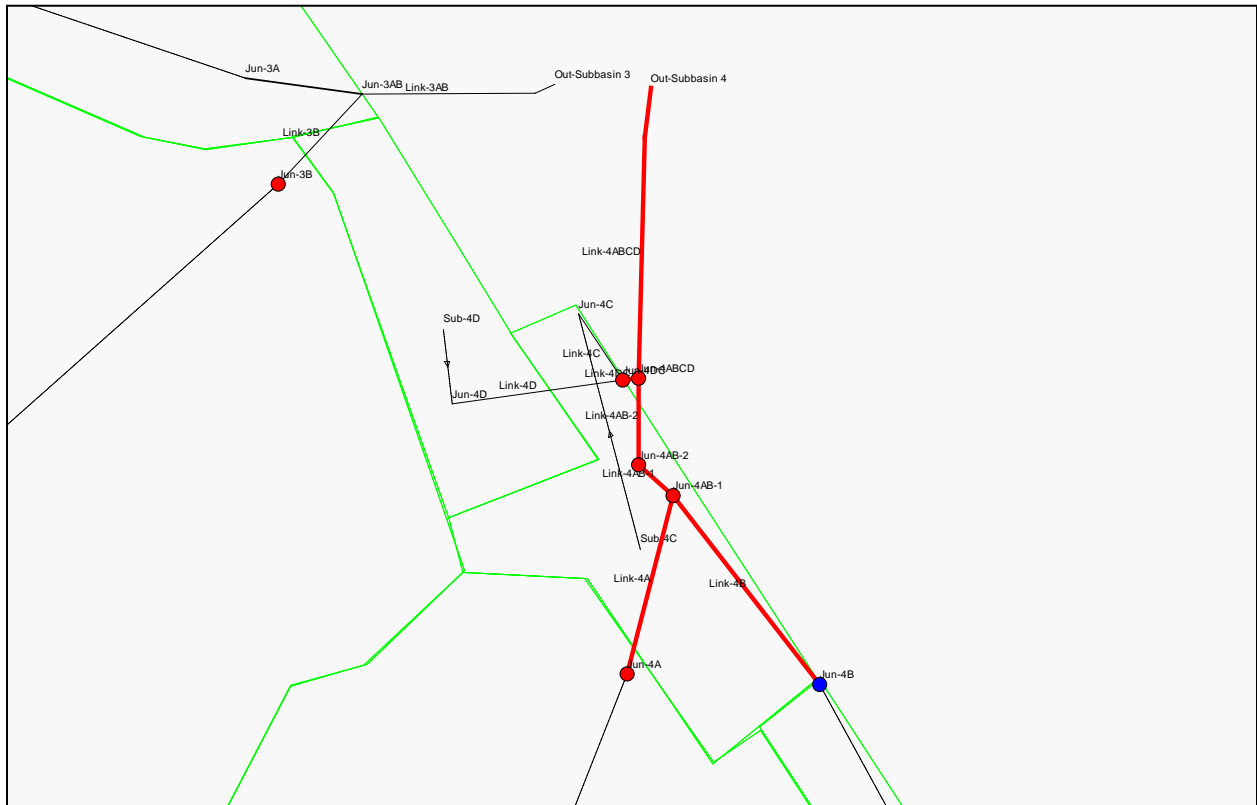 Jun-3A
Jun-3AB
Link-3AB
Out-Subbasin 3
Out-Subbasin 4
Link-3B
Jun-3B
Link-4ABCD
Jun-4C
Sub-4D
Link-4C
Jun-4ABCD
Link-4D
Jun-4D
Link-4AB-2
Jun-4AB-2
Link-4AB-1
Jun-4AB-1
Sub-4C
Link-4A
Link-4B
Jun-4A
Jun-4B